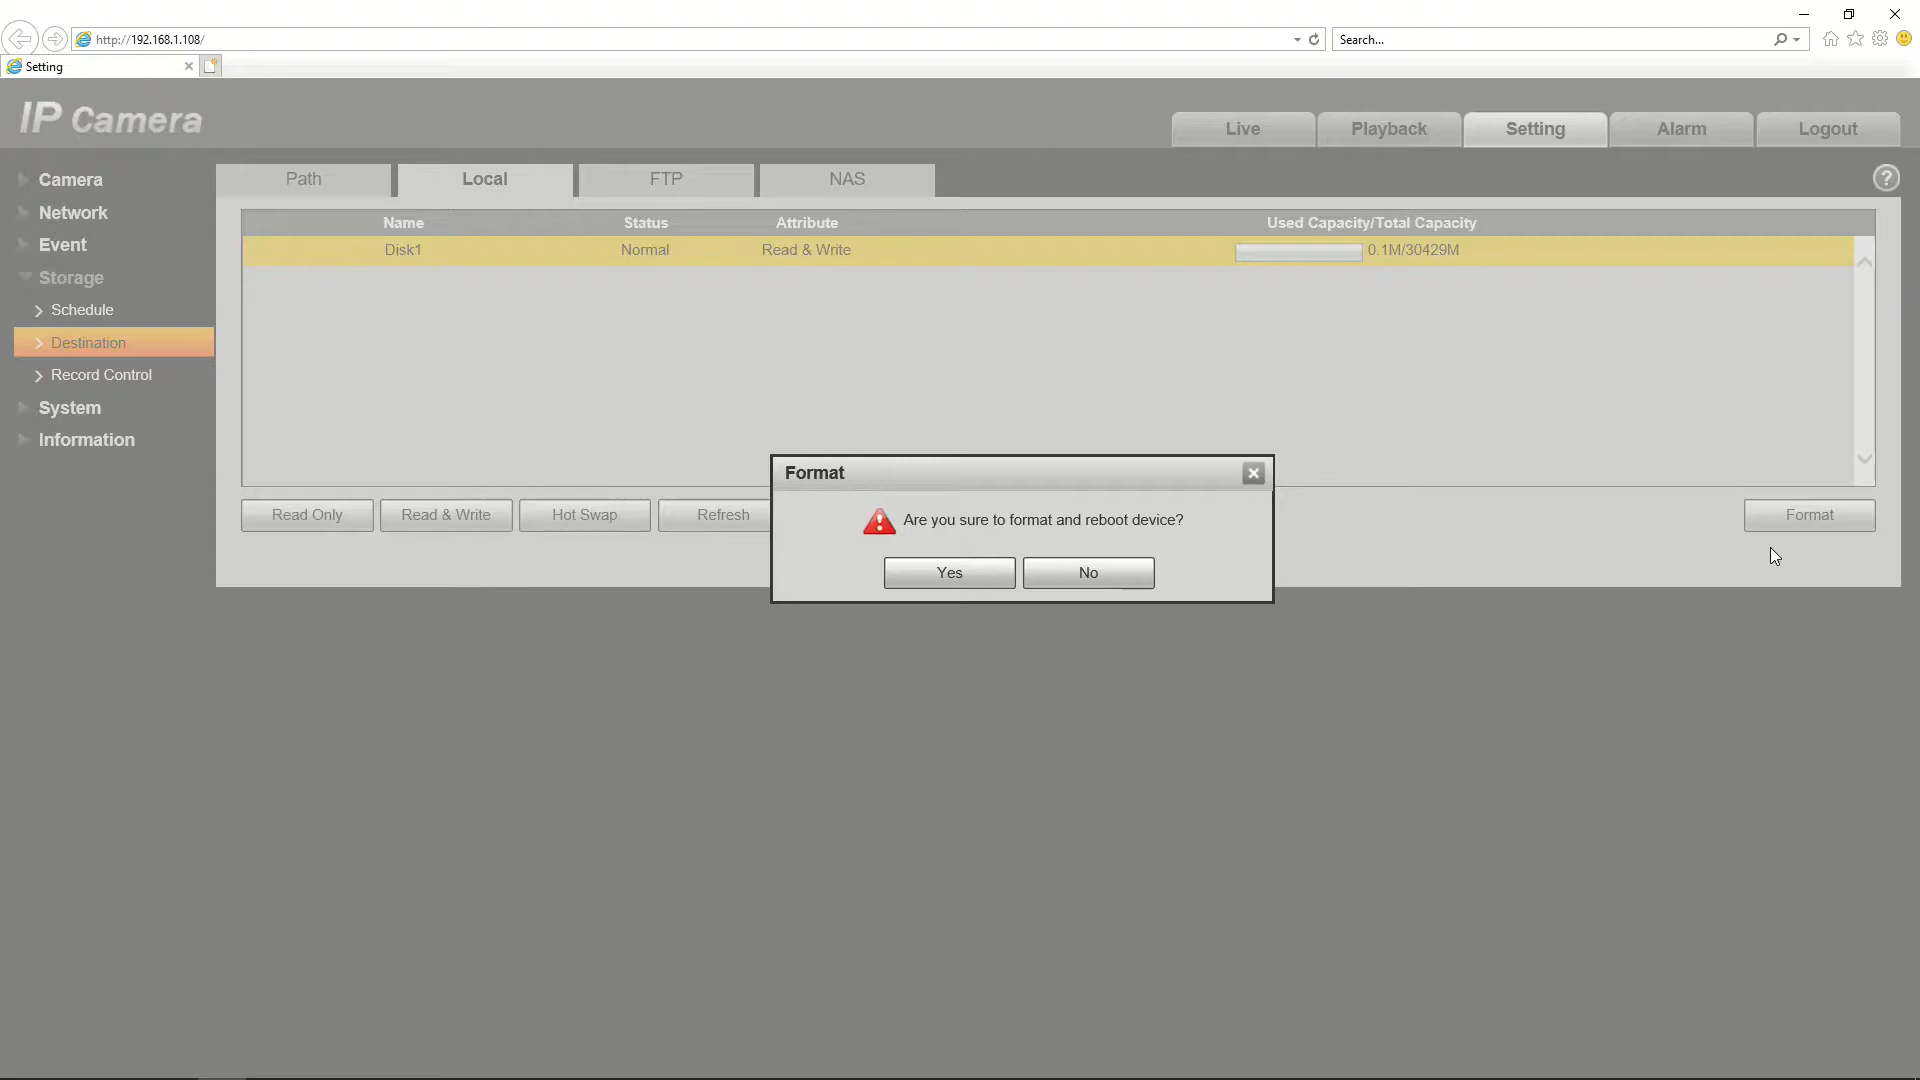 http://192.168.1.108/
Search...
Setting
IP Camera
Live
Playback
Setting
Alarm
Logout
Camera
Network
Event
Storage
Schedule
Destination
Record Control
System
Information
Path
Local
FTP
NAS
?
Name Status Attribute Used Capacity/Total Capacity
Disk1 Normal Read & Write 0.1M/30429M
Read Only
Read & Write
Hot Swap
Refresh
Format
Format
Are you sure to format and reboot device?
Yes
No